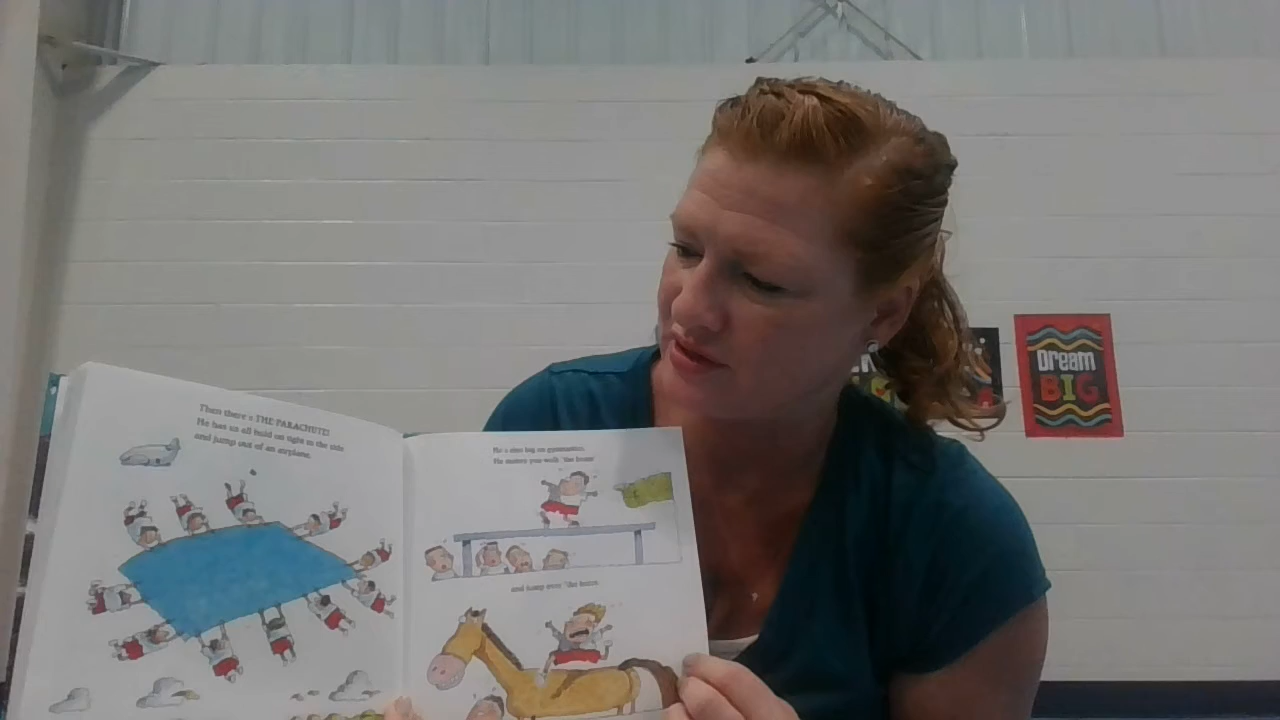 Then there's THE PARACHUTE!
He has us all hold on tight to the side
and jump out of an airplane.
He's also big on gymnastics.
He makes you walk "the beam"
and jump over "the horse.
Dream
BIG